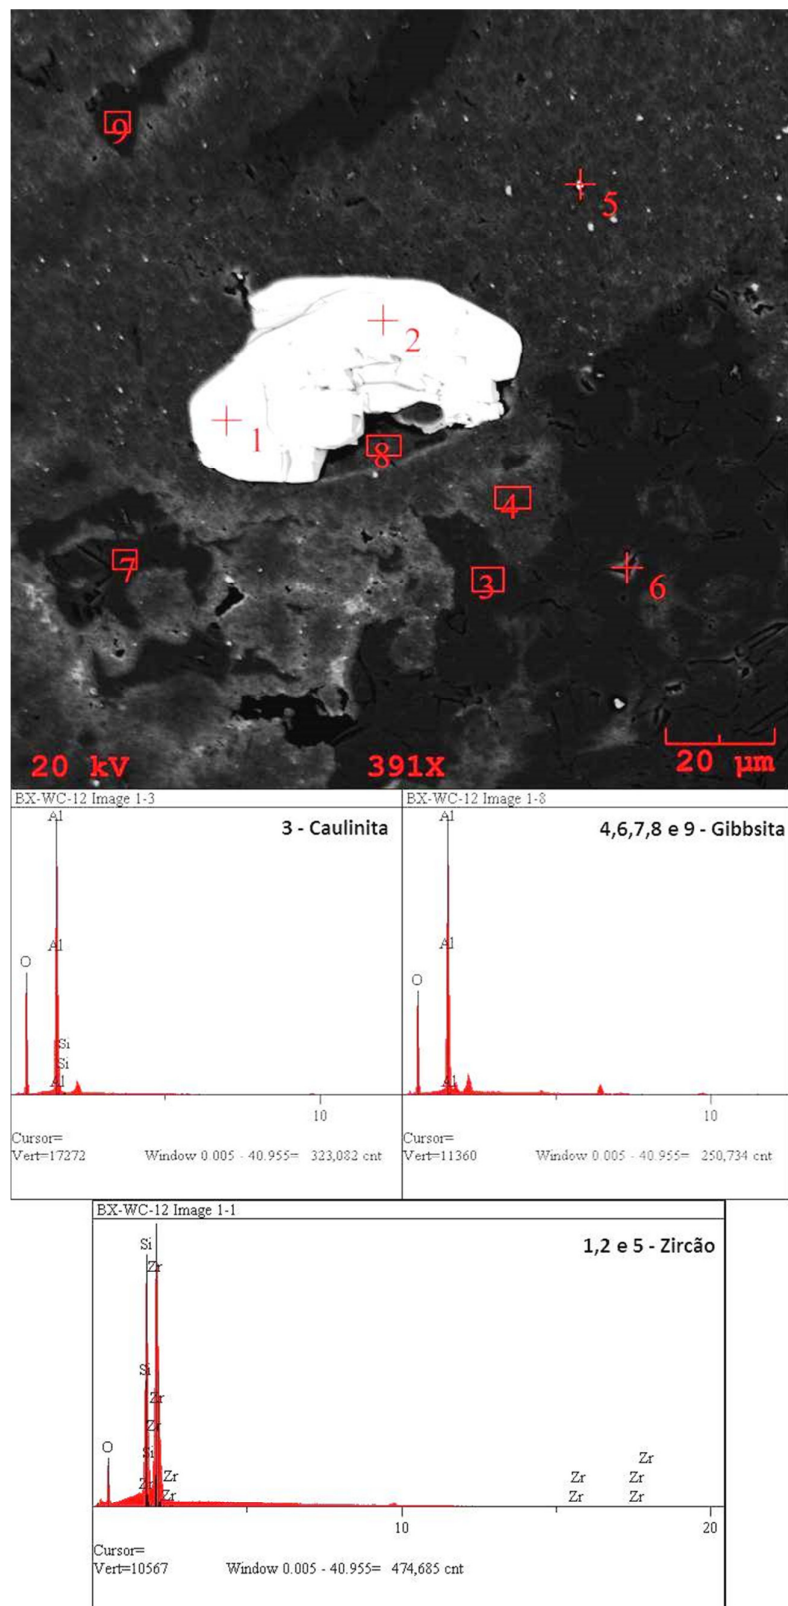 9
5
2
1
8
4
7
3
6
20 kV 391X 20 µm
BX-WC-12 Image 1-3
3 - Caulinita
Al
Al
O
Si
Si
Al
10
Cursor=
Vert=17272 Window 0.005 - 40.955= 323,082 cnt
BX-WC-12 Image 1-8
4,6,7,8 e 9 - Gibbsita
Al
Al
O
Al
10
Cursor=
Vert=11360 Window 0.005 - 40.955= 250,734 cnt
BX-WC-12 Image 1-1
1,2 e 5 - Zircão
Si
Zr
Si
Zr
Zr
O
Si
Zr
Zr
Zr
Zr
Zr
Zr
Zr
Zr
10
20
Cursor=
Vert=10567 Window 0.005 - 40.955= 474,685 cnt